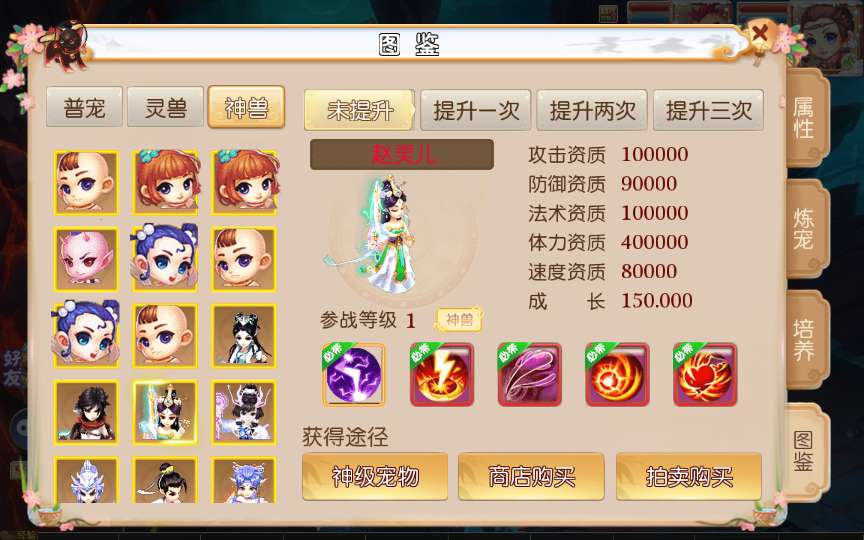 图 鉴
普宠 灵兽 神兽
未提升 提升一次 提升两次 提升三次
赵灵儿
攻击资质 100000
防御资质 90000
法术资质 100000
体力资质 400000
速度资质 80000
成 长 150.000
参战等级 1 神兽
必带 必带 必带 必带 必带
获得途径
神级宠物 商店购买 拍卖购买
属性
炼宠
培养
图鉴
好友